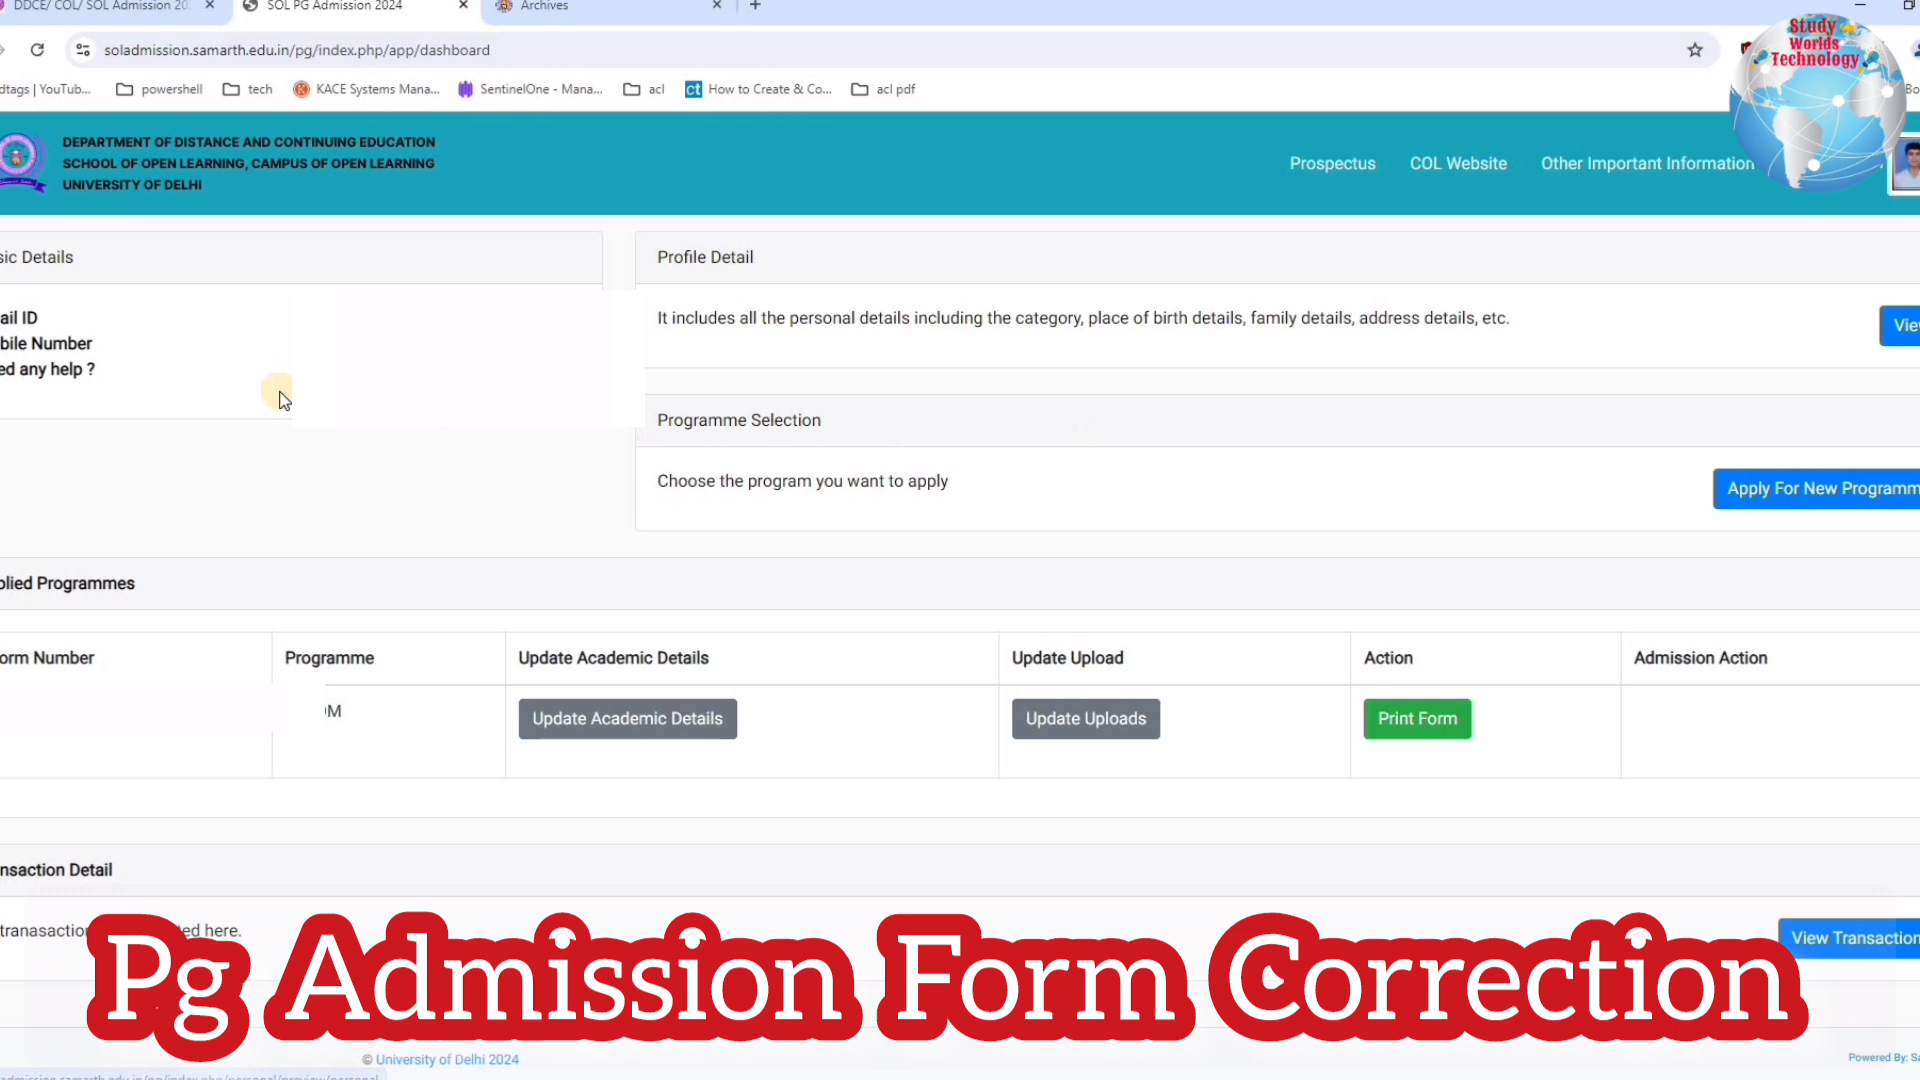 DDCE/ COL/ SOL Admission 20
SOL PG Admission 2024
Archives
soladmission.samarth.edu.in/pg/index.php/app/dashboard
dtags | YouTub...
powershell
tech
KACE Systems Mana...
SentinelOne - Mana...
acl
ct
How to Create & Co...
acl pdf
Bo
Study
Worlds
Technology
DEPARTMENT OF DISTANCE AND CONTINUING EDUCATION
SCHOOL OF OPEN LEARNING, CAMPUS OF OPEN LEARNING
UNIVERSITY OF DELHI
Prospectus
COL Website
Other Important Information
sic Details
ail ID
bile Number
ed any help ?
Profile Detail
It includes all the personal details including the category, place of birth details, family details, address details, etc.
Vie
Programme Selection
Choose the program you want to apply
Apply For New Programm
plied Programmes
orm Number
Programme
Update Academic Details
Update Upload
Action
Admission Action
OM
Update Academic Details
Update Uploads
Print Form
nsaction Detail
tranasactio
ed here.
View Transaction
Pg Admission Form Correction
© University of Delhi 2024
Powered By: Sa